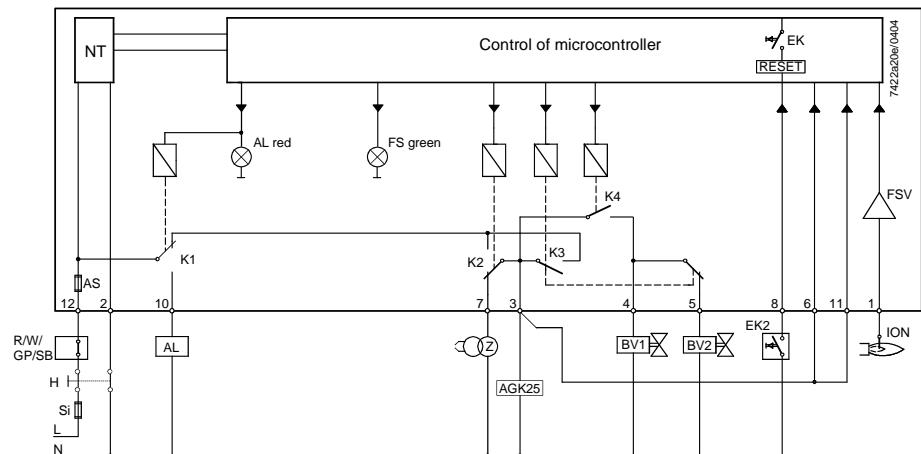 NT
Control of microcontroller
EK
RESET
7422a20e/0404
AL red
FS green
FSV
K4
K1
K2
K3
AS
12
2
10
7
3
4
5
8
6
11
1
R/W/
GP/SB
AL
Z
BV1
BV2
EK2
ION
H
AGK25
Si
L
N